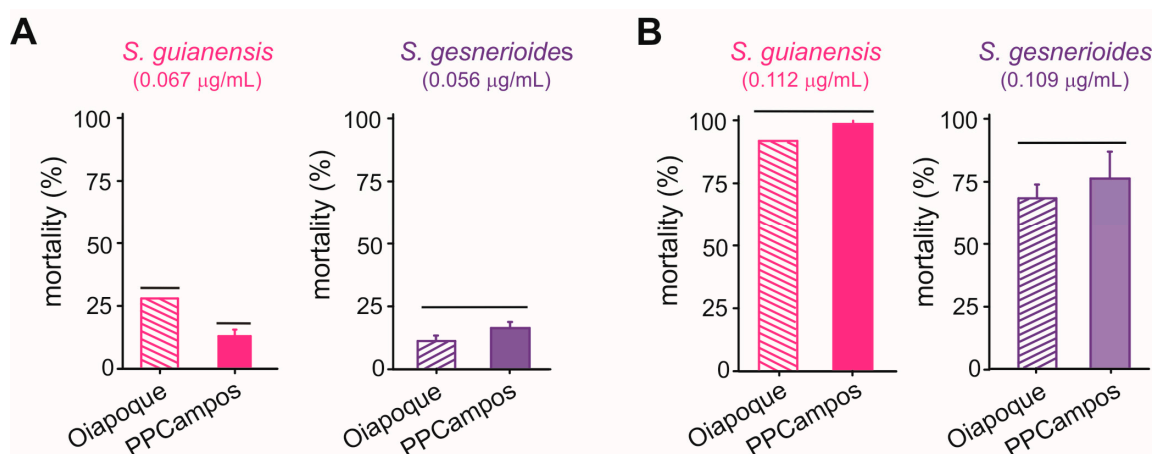 A
S. guianensis
(0.067 µg/mL)
mortality (%)
100
75
50
25
0
Oiapoque
PPCampos
S. gesnerioides
(0.056 µg/mL)
mortality (%)
100
75
50
25
0
Oiapoque
PPCampos
B
S. guianensis
(0.112 µg/mL)
mortality (%)
100
75
50
25
0
Oiapoque
PPCampos
S. gesnerioides
(0.109 µg/mL)
mortality (%)
100
75
50
25
0
Oiapoque
PPCampos